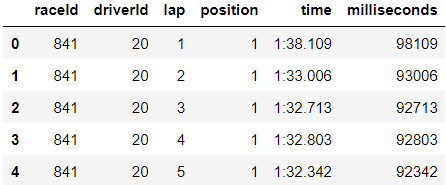 raceId driverId lap position time milliseconds
0 841 20 1 1 1:38.109 98109
1 841 20 2 1 1:33.006 93006
2 841 20 3 1 1:32.713 92713
3 841 20 4 1 1:32.803 92803
4 841 20 5 1 1:32.342 92342